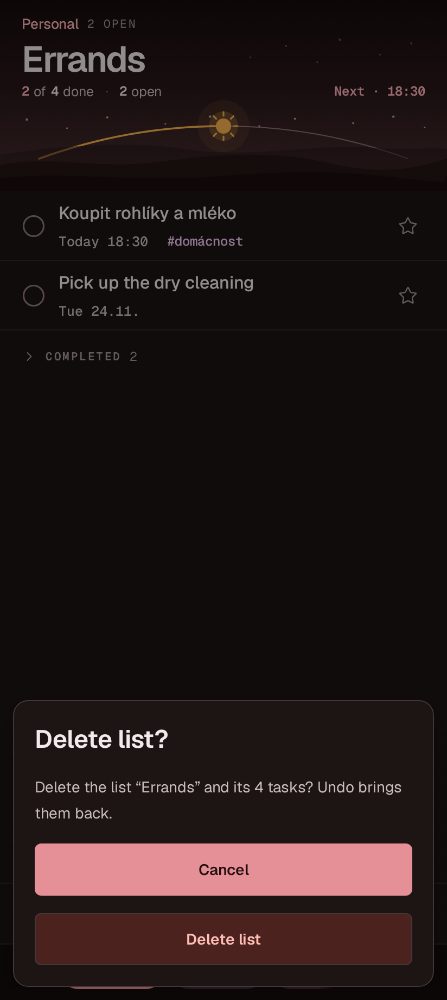 Personal 2 OPEN
Errands
2 of 4 done · 2 open
Next · 18:30
Koupit rohlíky a mléko
Today 18:30 #domácnost
Pick up the dry cleaning
Tue 24.11.
COMPLETED 2
Delete list?
Delete the list “Errands” and its 4 tasks? Undo brings
them back.
Cancel
Delete list